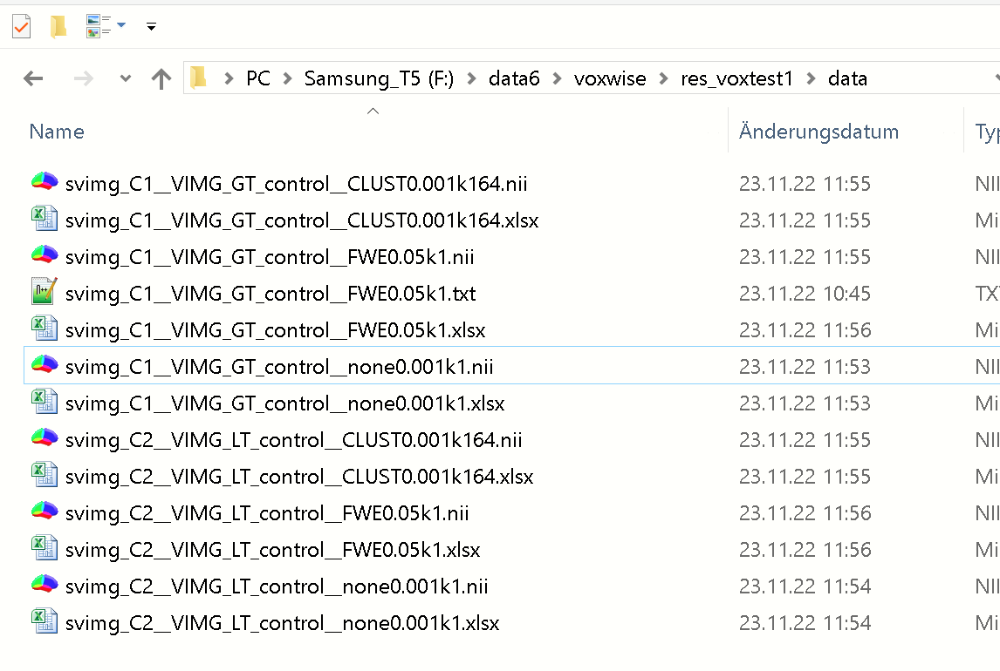 PC > Samsung_T5 (F:) > data6 > voxwise > res_voxtest1 > data
Name Änderungsdatum Typ
svimg_C1__VIMG_GT_control__CLUST0.001k164.nii 23.11.22 11:55 NII
svimg_C1__VIMG_GT_control__CLUST0.001k164.xlsx 23.11.22 11:55 Mi
svimg_C1__VIMG_GT_control__FWE0.05k1.nii 23.11.22 11:55 NII
svimg_C1__VIMG_GT_control__FWE0.05k1.txt 23.11.22 10:45 TXT
svimg_C1__VIMG_GT_control__FWE0.05k1.xlsx 23.11.22 11:56 Mi
svimg_C1__VIMG_GT_control__none0.001k1.nii 23.11.22 11:53 NII
svimg_C1__VIMG_GT_control__none0.001k1.xlsx 23.11.22 11:53 Mi
svimg_C2__VIMG_LT_control__CLUST0.001k164.nii 23.11.22 11:55 NII
svimg_C2__VIMG_LT_control__CLUST0.001k164.xlsx 23.11.22 11:55 Mi
svimg_C2__VIMG_LT_control__FWE0.05k1.nii 23.11.22 11:56 NII
svimg_C2__VIMG_LT_control__FWE0.05k1.xlsx 23.11.22 11:56 Mi
svimg_C2__VIMG_LT_control__none0.001k1.nii 23.11.22 11:54 NII
svimg_C2__VIMG_LT_control__none0.001k1.xlsx 23.11.22 11:54 Mi